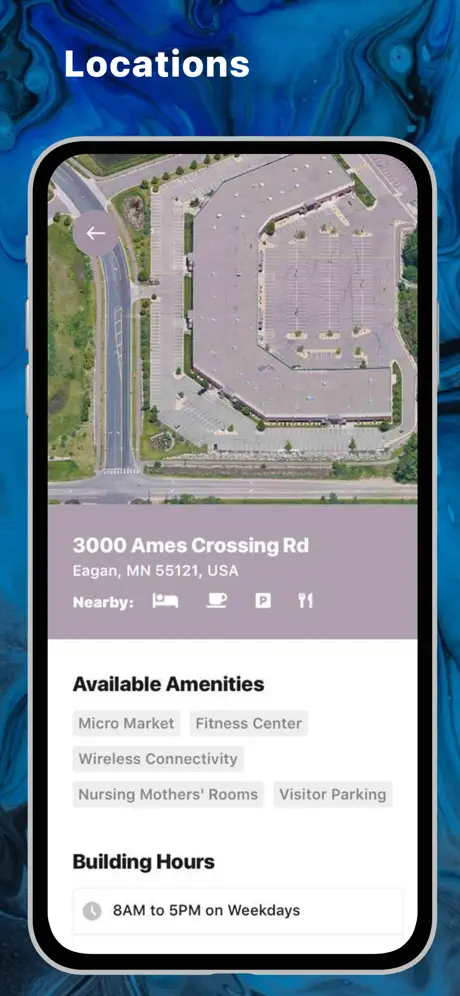 Locations
3000 Ames Crossing Rd
Eagan, MN 55121, USA
Nearby:
P
Available Amenities
Micro Market
Fitness Center
Wireless Connectivity
Nursing Mothers' Rooms
Visitor Parking
Building Hours
8AM to 5PM on Weekdays